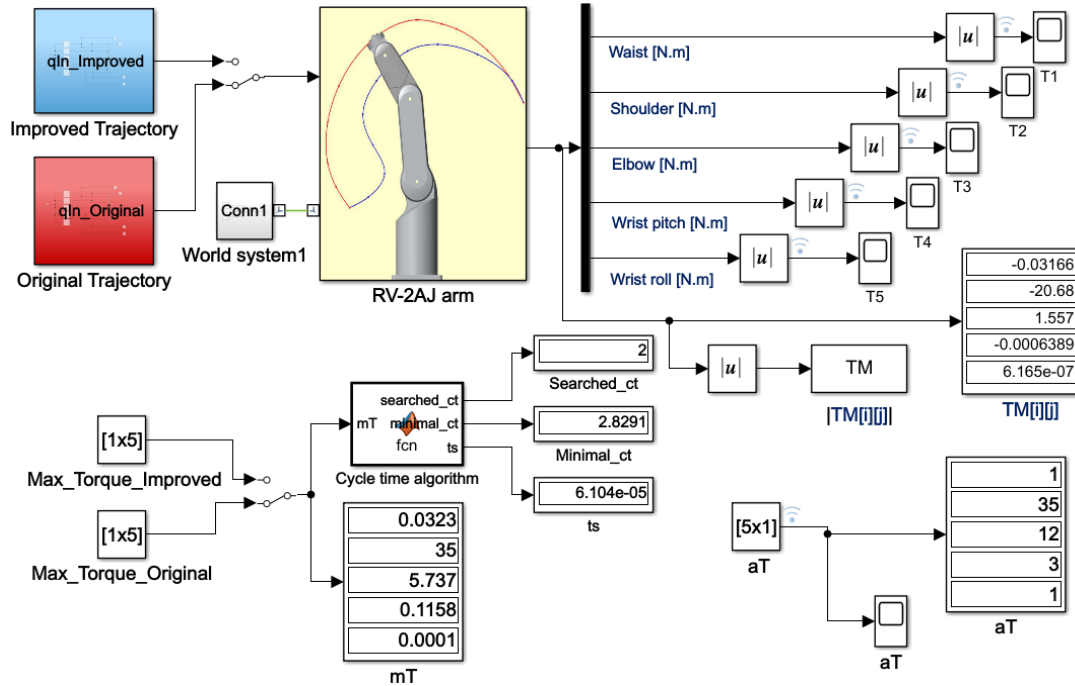 qIn_Improved
Improved Trajectory
qIn_Original
Original Trajectory
Conn1
World system1
RV-2AJ arm
Waist [N.m]
|u|
T1
Shoulder [N.m]
|u|
T2
Elbow [N.m]
|u|
T3
Wrist pitch [N.m]
|u|
T4
Wrist roll [N.m]
|u|
T5
-0.03166
-20.68
1.557
-0.0006389
6.165e-07
TM[i][j]
|u|
TM
|TM[i][j]|
mT
searched_ct
minimal_ct
fcn
ts
Cycle time algorithm
2
Searched_ct
2.8291
Minimal_ct
6.104e-05
ts
[1x5]
Max_Torque_Improved
[1x5]
Max_Torque_Original
0.0323
35
5.737
0.1158
0.0001
mT
[5x1]
aT
1
35
12
3
1
aT
aT